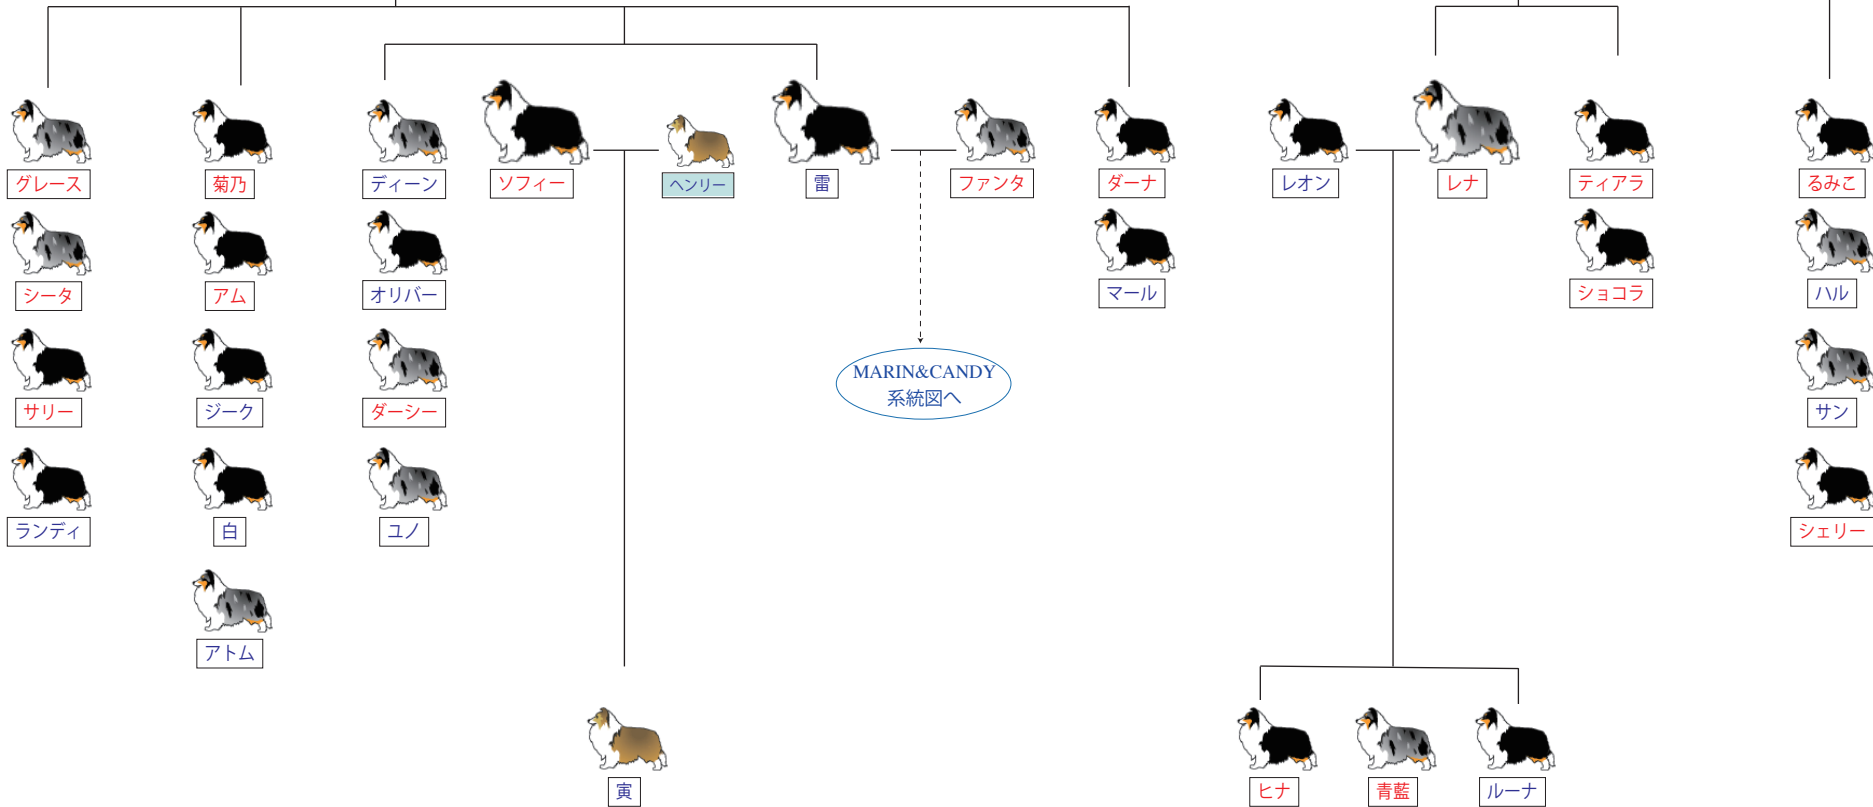 グレース
菊乃
ディーン
ソフィー
ヘンリー
雷
ファンタ
ダーナ
レオン
レナ
ティアラ
るみこ
シータ
アム
オリバー
マール
ショコラ
ハル
MARIN&CANDY
系統図へ
サリー
ジーク
ダーシー
サン
ランディ
白
ユノ
シェリー
アトム
寅
ヒナ
青藍
ルーナ